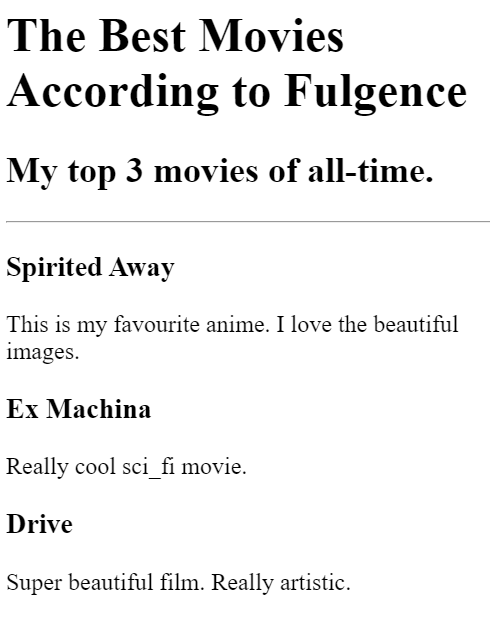 The Best Movies
According to Fulgence
My top 3 movies of all-time.
Spirited Away
This is my favourite anime. I love the beautiful
images.
Ex Machina
Really cool sci_fi movie.
Drive
Super beautiful film. Really artistic.